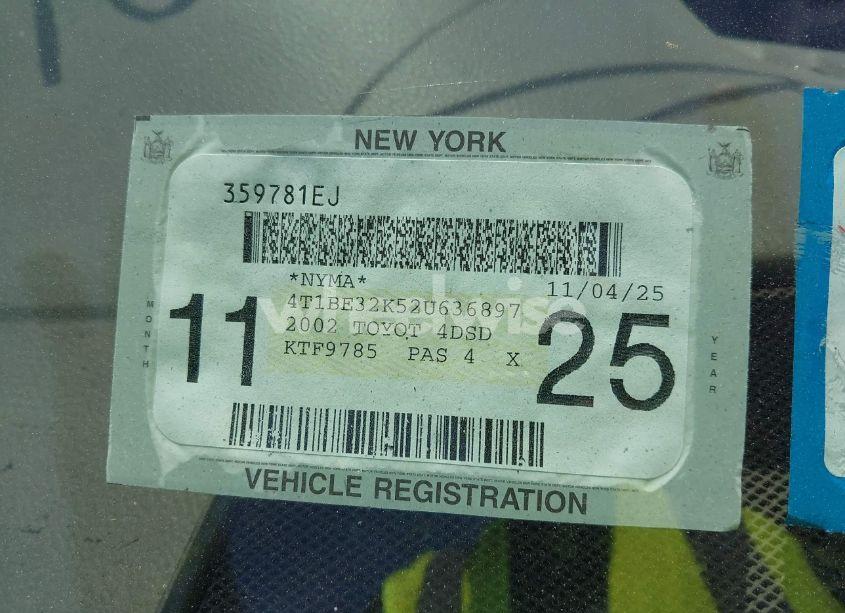 NEW YORK
359781EJ
*NYMA*
11/04/25
4T1BE32K52U636897
2002 TOYOT 4DSD
KTF9785 PAS 4 X
MONTH
11
25
YEAR
VEHICLE REGISTRATION